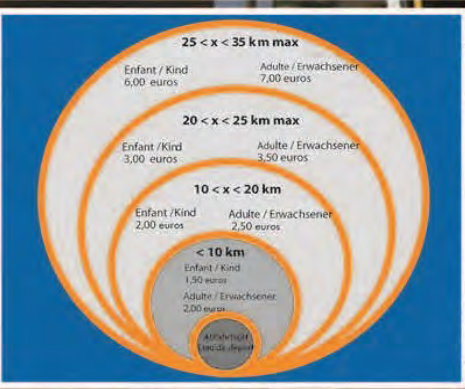 25 < x < 35 km max
Enfant / Kind
6,00 euros
Adulte / Erwachsener
7,00 euros
20 < x < 25 km max
Enfant /Kind
3,00 euros
Adulte / Erwachsener
3,50 euros
10 < x < 20 km
Enfant /Kind
2,00 euros
Adulte / Erwachsener
2,50 euros
< 10 km
Enfant / Kind
1,50 euros
Adulte / Erwachsener
2,00 euros